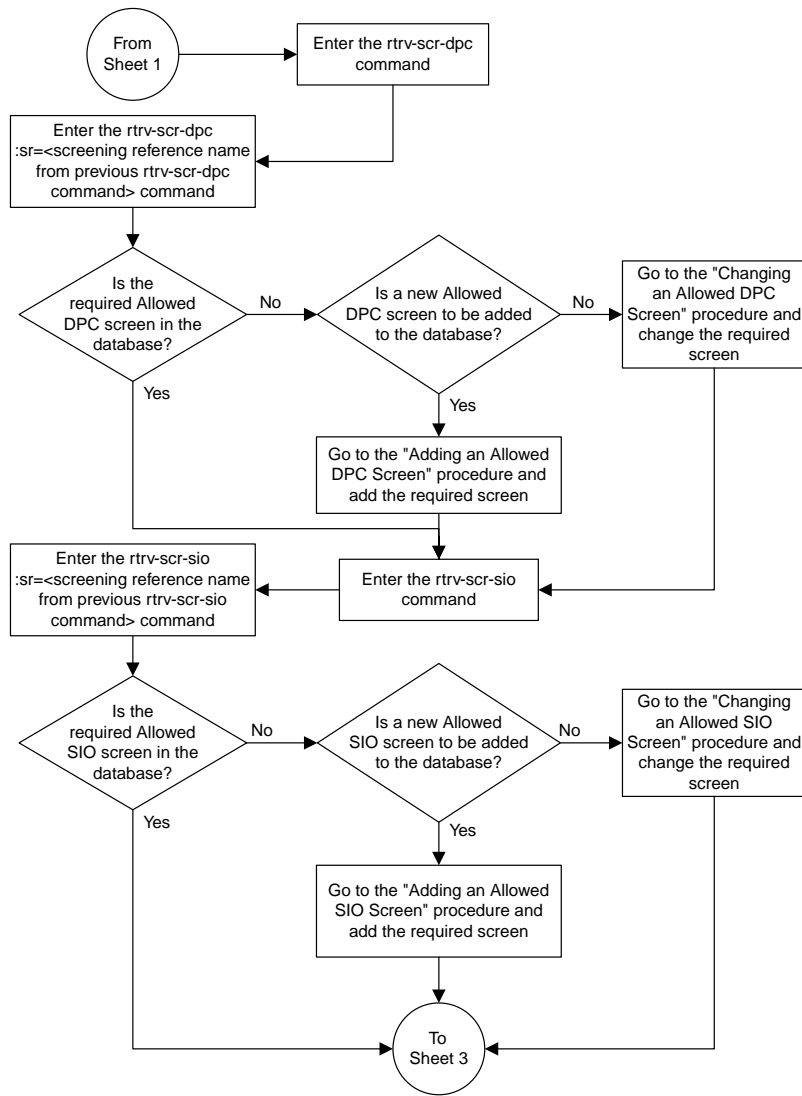 From
Sheet 1
Enter the rtrv-scr-dpc
command
Enter the rtrv-scr-dpc
:sr=<screening reference name
from previous rtrv-scr-dpc
command> command
Is the
required Allowed
DPC screen in the
database?
No
Yes
Is a new Allowed
DPC screen to be added
to the database?
No
Yes
Go to the "Changing
an Allowed DPC
Screen" procedure and
change the required
screen
Go to the "Adding an Allowed
DPC Screen" procedure and
add the required screen
Enter the rtrv-scr-sio
command
Enter the rtrv-scr-sio
:sr=<screening reference name
from previous rtrv-scr-sio
command> command
Is the
required Allowed
SIO screen in the
database?
No
Yes
Is a new Allowed
SIO screen to be added
to the database?
No
Yes
Go to the "Changing
an Allowed SIO
Screen" procedure and
change the required
screen
Go to the "Adding an Allowed
SIO Screen" procedure and
add the required screen
To
Sheet 3